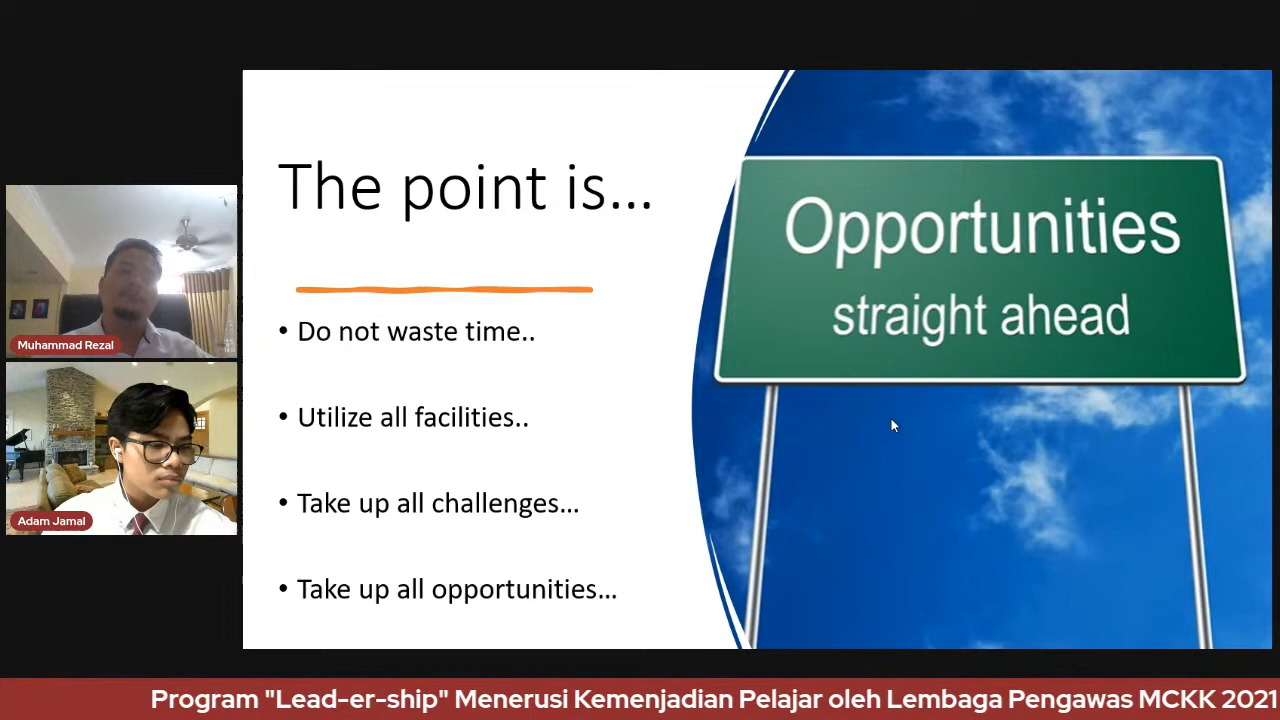 The point is...
• Do not waste time..
• Utilize all facilities..
• Take up all challenges...
• Take up all opportunities...
Opportunities
straight ahead
Muhammad Rezal
Adam Jamal
Program "Lead-er-ship" Menerusi Kemenjadian Pelajar oleh Lembaga Pengawas MCKK 2021